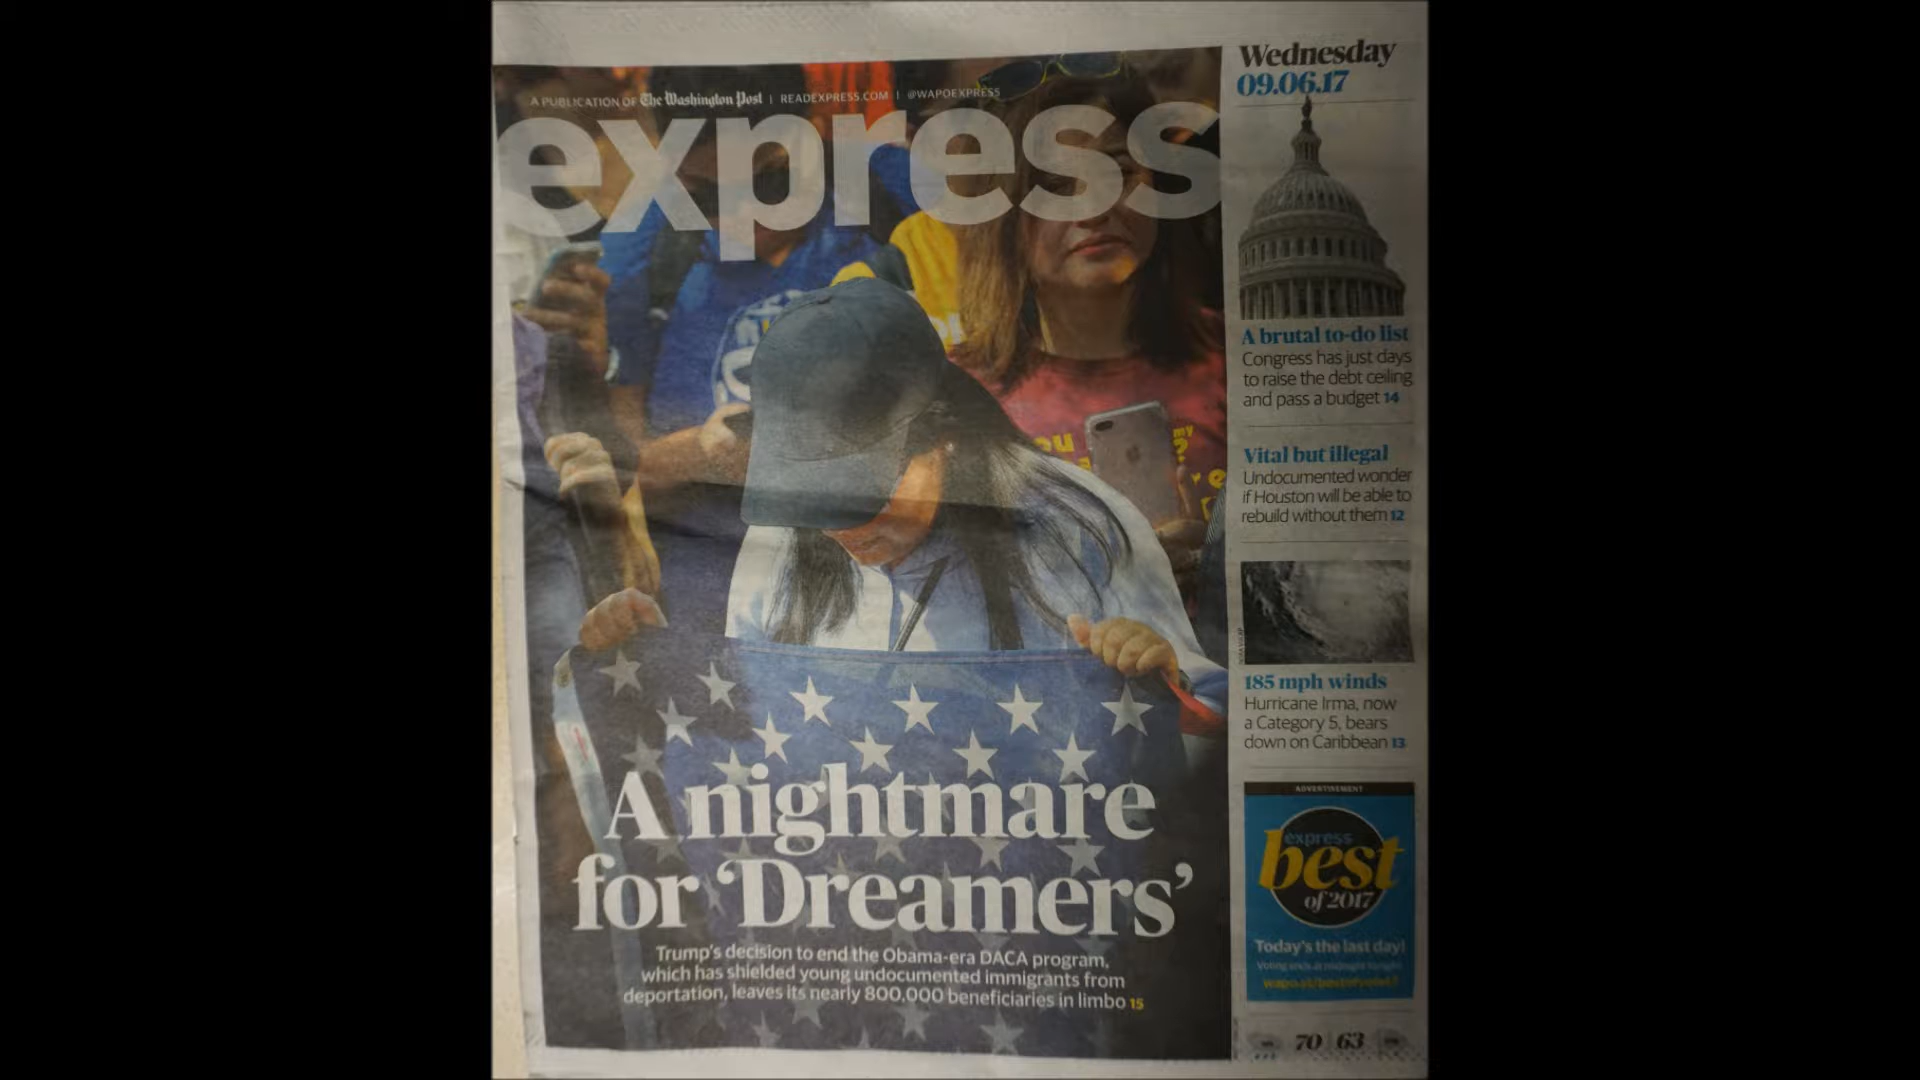 A PUBLICATION OF The Washington Post | READEXPRESS.COM | @WAPOEXPRESS
express
A nightmare
for ‘Dreamers’
Trump's decision to end the Obama-era DACA program,
which has shielded young undocumented immigrants from
deportation, leaves its nearly 800,000 beneficiaries in limbo 15
Wednesday
09.06.17
A brutal to-do list
Congress has just days
to raise the debt ceiling
and pass a budget 14
Vital but illegal
Undocumented wonder
if Houston will be able to
rebuild without them 12
185 mph winds
Hurricane Irma, now
a Category 5, bears
down on Caribbean 13
ADVERTISEMENT
express
best
of 2017
Today's the last day!
Voting ends at midnight tonight
70 | 63